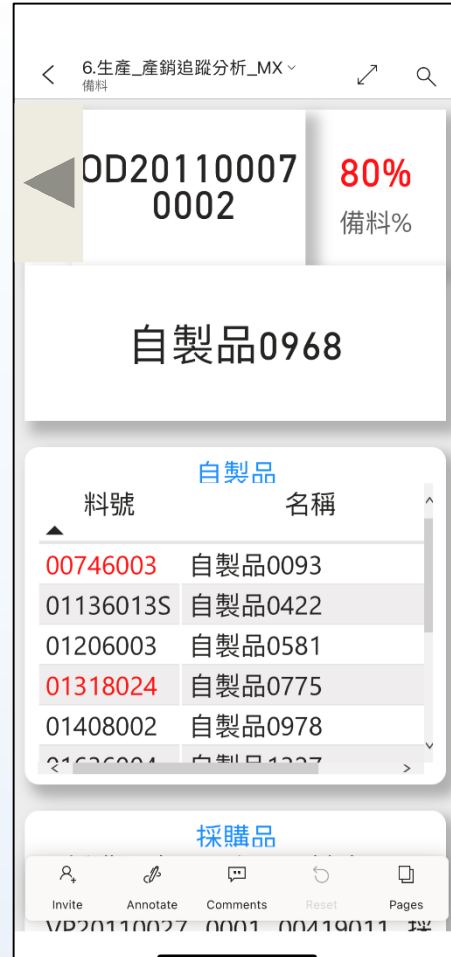 6.生產_產銷追蹤分析_MX
備料
OD20110007
0002
80%
備料%
自製品0968
自製品
料號 名稱
00746003 自製品0093
01136013S 自製品0422
01206003 自製品0581
01318024 自製品0775
01408002 自製品0978
採購品
Invite Annotate Comments Reset Pages
VP20110027 0001 00419011 採